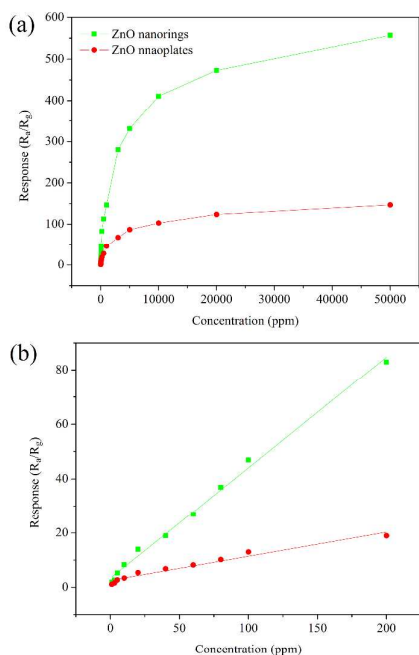 (a)
ZnO nanorings
ZnO nnaoplates
600
500
400
300
200
100
0
Response (Ra/Rg)
0 10000 20000 30000 40000 50000
Concentration (ppm)
(b)
80
60
40
20
0
Response (Ra/Rg)
0 50 100 150 200
Concentration (ppm)